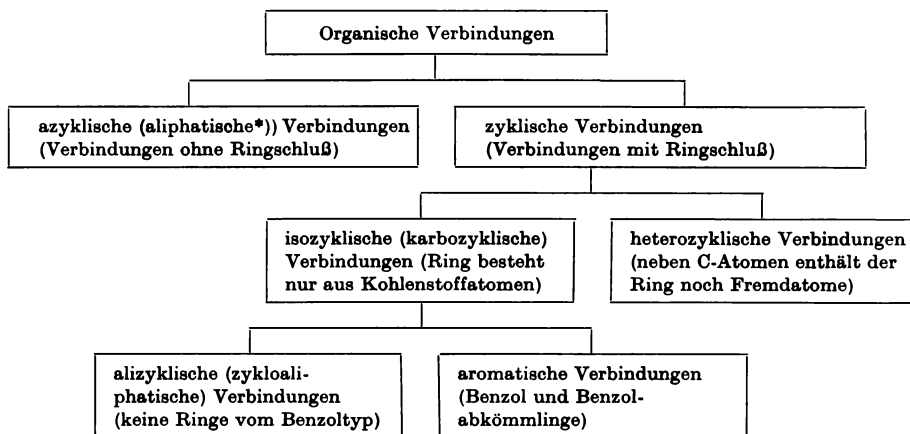 Organische Verbindungen
azyklische (aliphatische*)) Verbindungen
(Verbindungen ohne Ringschluß)
zyklische Verbindungen
(Verbindungen mit Ringschluß)
isozyklische (karbozyklische)
Verbindungen (Ring besteht
nur aus Kohlenstoffatomen)
heterozyklische Verbindungen
(neben C-Atomen enthält der
Ring noch Fremdatome)
alizyklische (zykloali-
phatische) Verbindungen
(keine Ringe vom Benzoltyp)
aromatische Verbindungen
(Benzol und Benzol-
abkömmlinge)